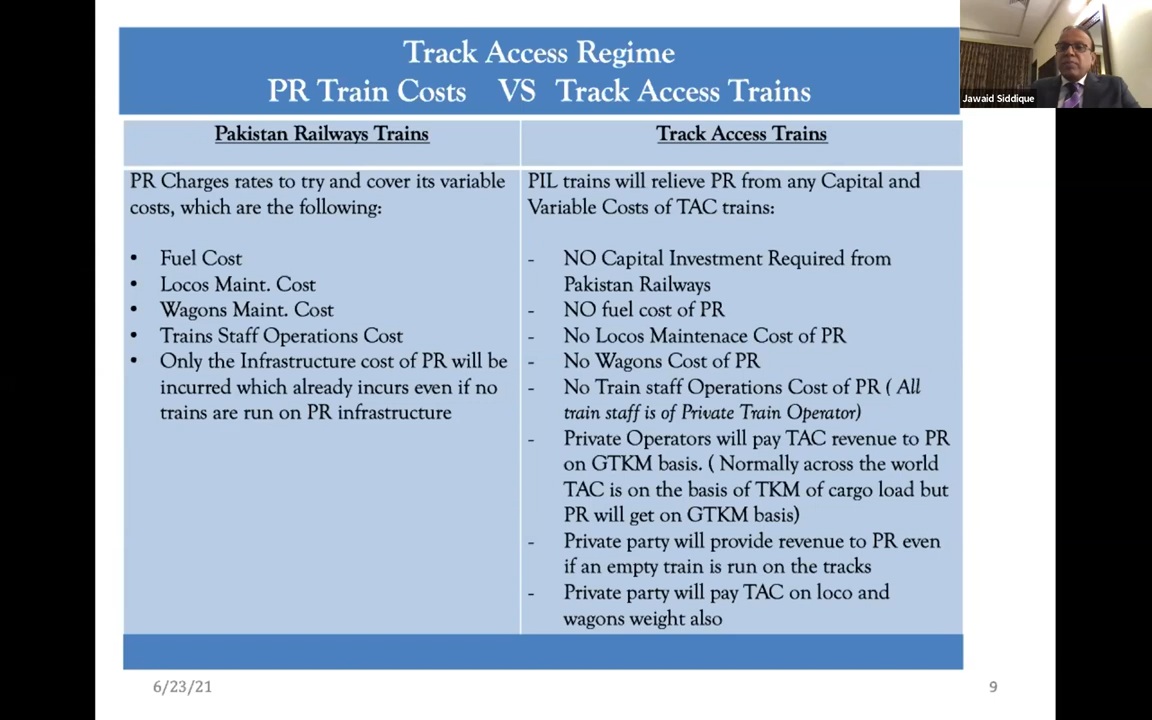 Track Access Regime
PR Train Costs VS Track Access Trains
Jawaid Siddique
Pakistan Railways Trains
PR Charges rates to try and cover its variable
costs, which are the following:
• Fuel Cost
• Locos Maint. Cost
• Wagons Maint. Cost
• Trains Staff Operations Cost
• Only the Infrastructure cost of PR will be
incurred which already incurs even if no
trains are run on PR infrastructure
Track Access Trains
PIL trains will relieve PR from any Capital and
Variable Costs of TAC trains:
- NO Capital Investment Required from
Pakistan Railways
- NO fuel cost of PR
- No Locos Maintenace Cost of PR
- No Wagons Cost of PR
- No Train staff Operations Cost of PR ( All
train staff is of Private Train Operator)
- Private Operators will pay TAC revenue to PR
on GTKM basis. ( Normally across the world
TAC is on the basis of TKM of cargo load but
PR will get on GTKM basis)
- Private party will provide revenue to PR even
if an empty train is run on the tracks
- Private party will pay TAC on loco and
wagons weight also
6/23/21
9